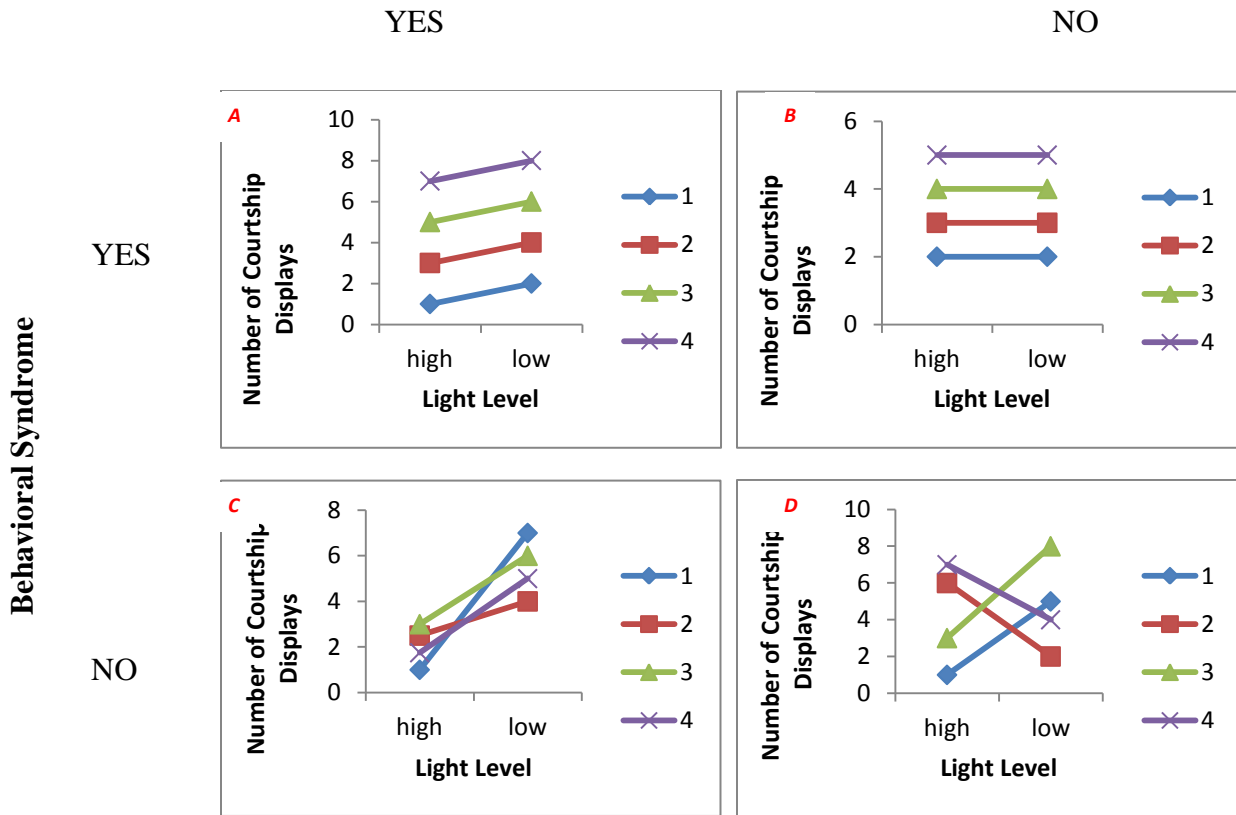 YES NO
Behavioral Syndrome
YES
A
Number of Courtship
Displays
10
8
6
4
2
0
high low
Light Level
1
2
3
4
B
Number of Courtship
Displays
6
4
2
0
high low
Light Level
1
2
3
4
NO
C
Number of Courtship
Displays
8
6
4
2
0
high low
Light Level
1
2
3
4
D
Number of Courtship
Displays
10
8
6
4
2
0
high low
Light Level
1
2
3
4